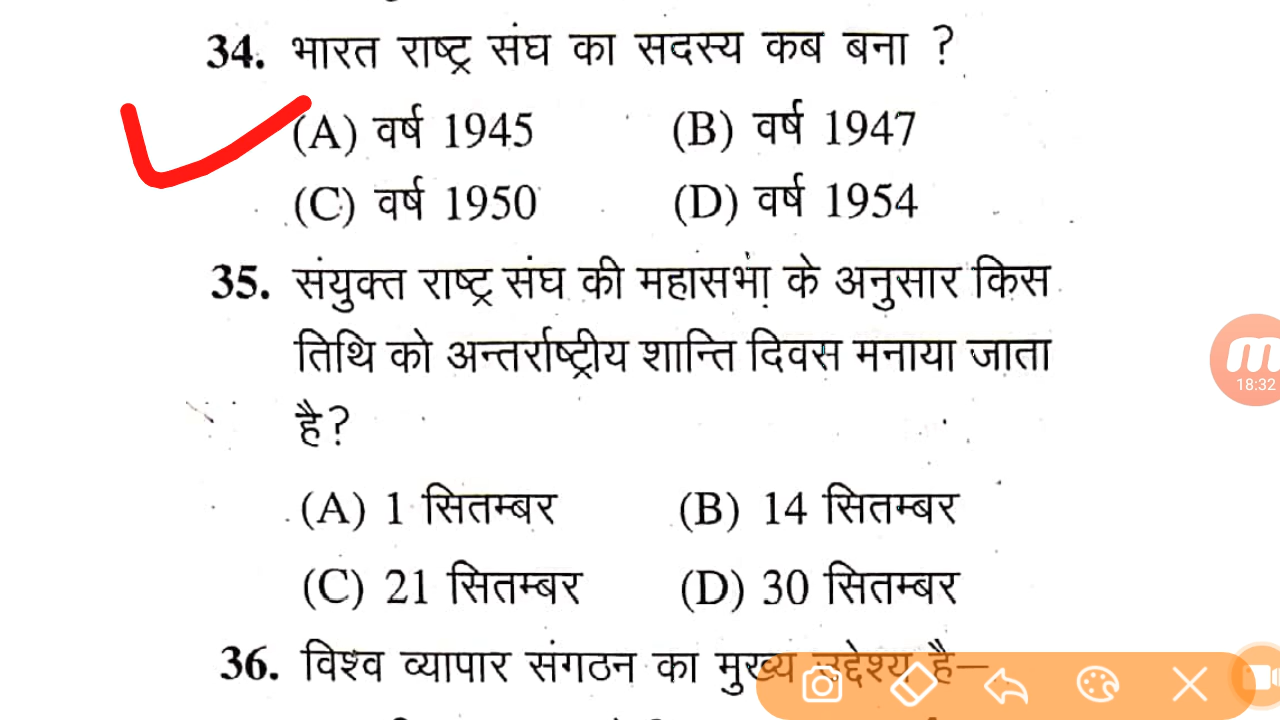 34. भारत राष्ट्र संघ का सदस्य कब बना ?
(A) वर्ष 1945 (B) वर्ष 1947
(C) वर्ष 1950 (D) वर्ष 1954
35. संयुक्त राष्ट्र संघ की महासभा के अनुसार किस
तिथि को अन्तर्राष्ट्रीय शान्ति दिवस मनाया जाता
है?
(A) 1 सितम्बर (B) 14 सितम्बर
(C) 21 सितम्बर (D) 30 सितम्बर
36. विश्व व्यापार संगठन का मुख्य उद्देश्य है–
18:32